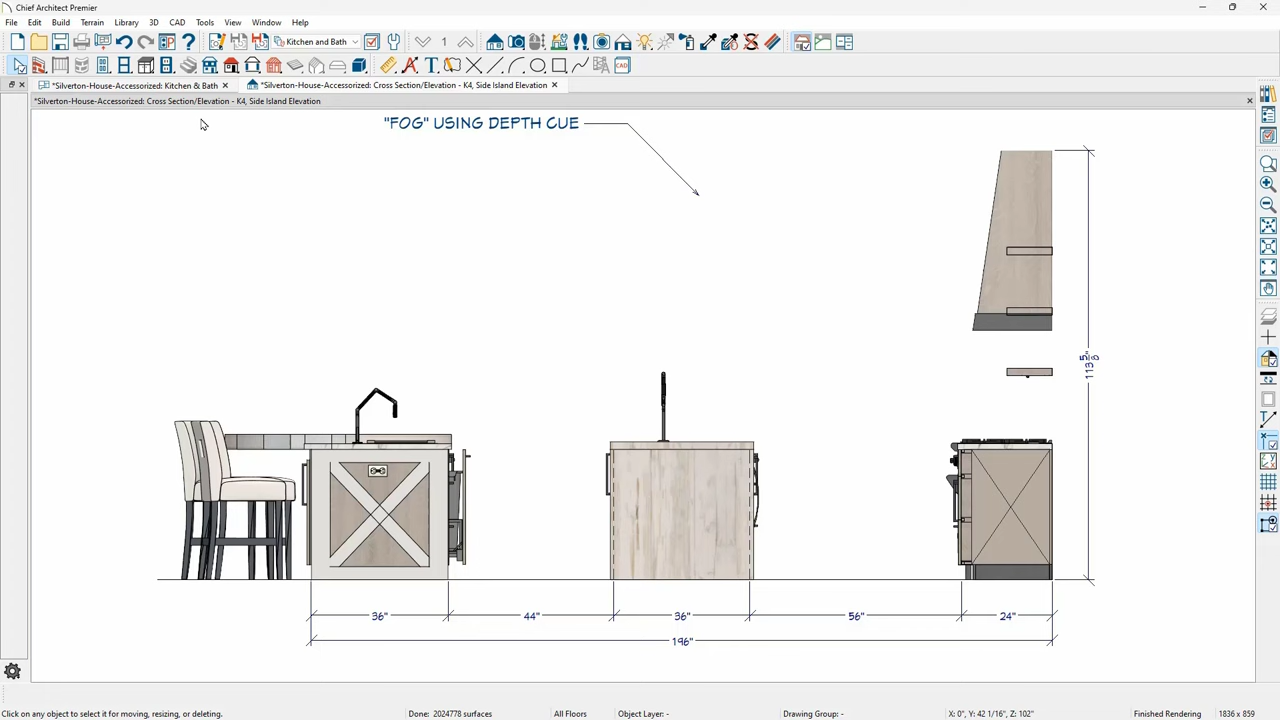 Chief Architect Premier
File Edit Build Terrain Library 3D CAD Tools View Window Help
Kitchen and Bath 1
*Silverton-House-Accessorized: Kitchen & Bath *Silverton-House-Accessorized: Cross Section/Elevation - K4, Side Island Elevation
*Silverton-House-Accessorized: Cross Section/Elevation - K4, Side Island Elevation
"FOG" USING DEPTH CUE
113 5/8"
36" 44" 36" 56" 24"
196"
Click on any object to select it for moving, resizing, or deleting. Done: 2024778 surfaces All Floors Object Layer: - Drawing Group: - X: 0", Y: 42 1/16", Z: 102" Finished Rendering 1836 x 859